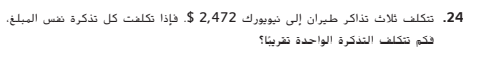 24. تتكلف ثلاث تذاكر طيران إلى نيويورك 2,472 $. فإذا تكلفت كل تذكرة نفس المبلغ.
فكم تتكلف التذكرة الواحدة تقريبًا؟